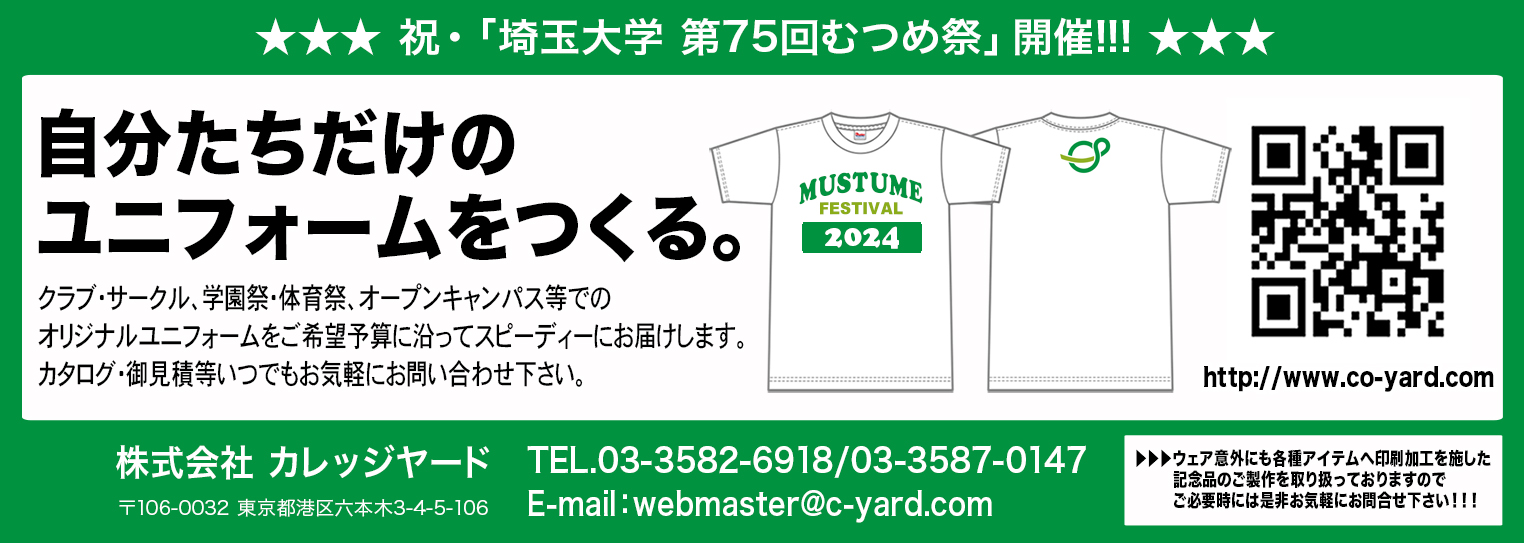 ★★★ 祝・「埼玉大学 第75回むつめ祭」開催!!! ★★★
自分たちだけの
ユニフォームをつくる。
クラブ・サークル、学園祭・体育祭、オープンキャンパス等での
オリジナルユニフォームをご希望予算に沿ってスピーディーにお届けします。
カタログ・御見積等いつでもお気軽にお問い合わせ下さい。
MUSTUME
FESTIVAL
2024
http://www.co-yard.com
株式会社 カレッジヤード
〒106-0032 東京都港区六本木3-4-5-106
TEL.03-3582-6918/03-3587-0147
E-mail：webmaster@c-yard.com
▶▶▶ウェア意外にも各種アイテムへ印刷加工を施した
記念品のご製作を取り扱っておりますので
ご必要時には是非お気軽にお問合せ下さい！！！